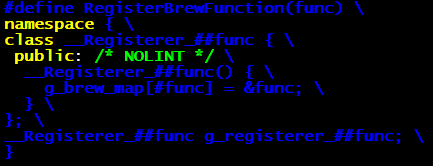 #define RegisterBrewFunction(func) \
namespace { \
class __Registerer_##func { \
 public: /* NOLINT */ \
  __Registerer_##func() { \
    g_brew_map[#func] = &func; \
  } \
}; \
__Registerer_##func g_registerer_##func; \
}